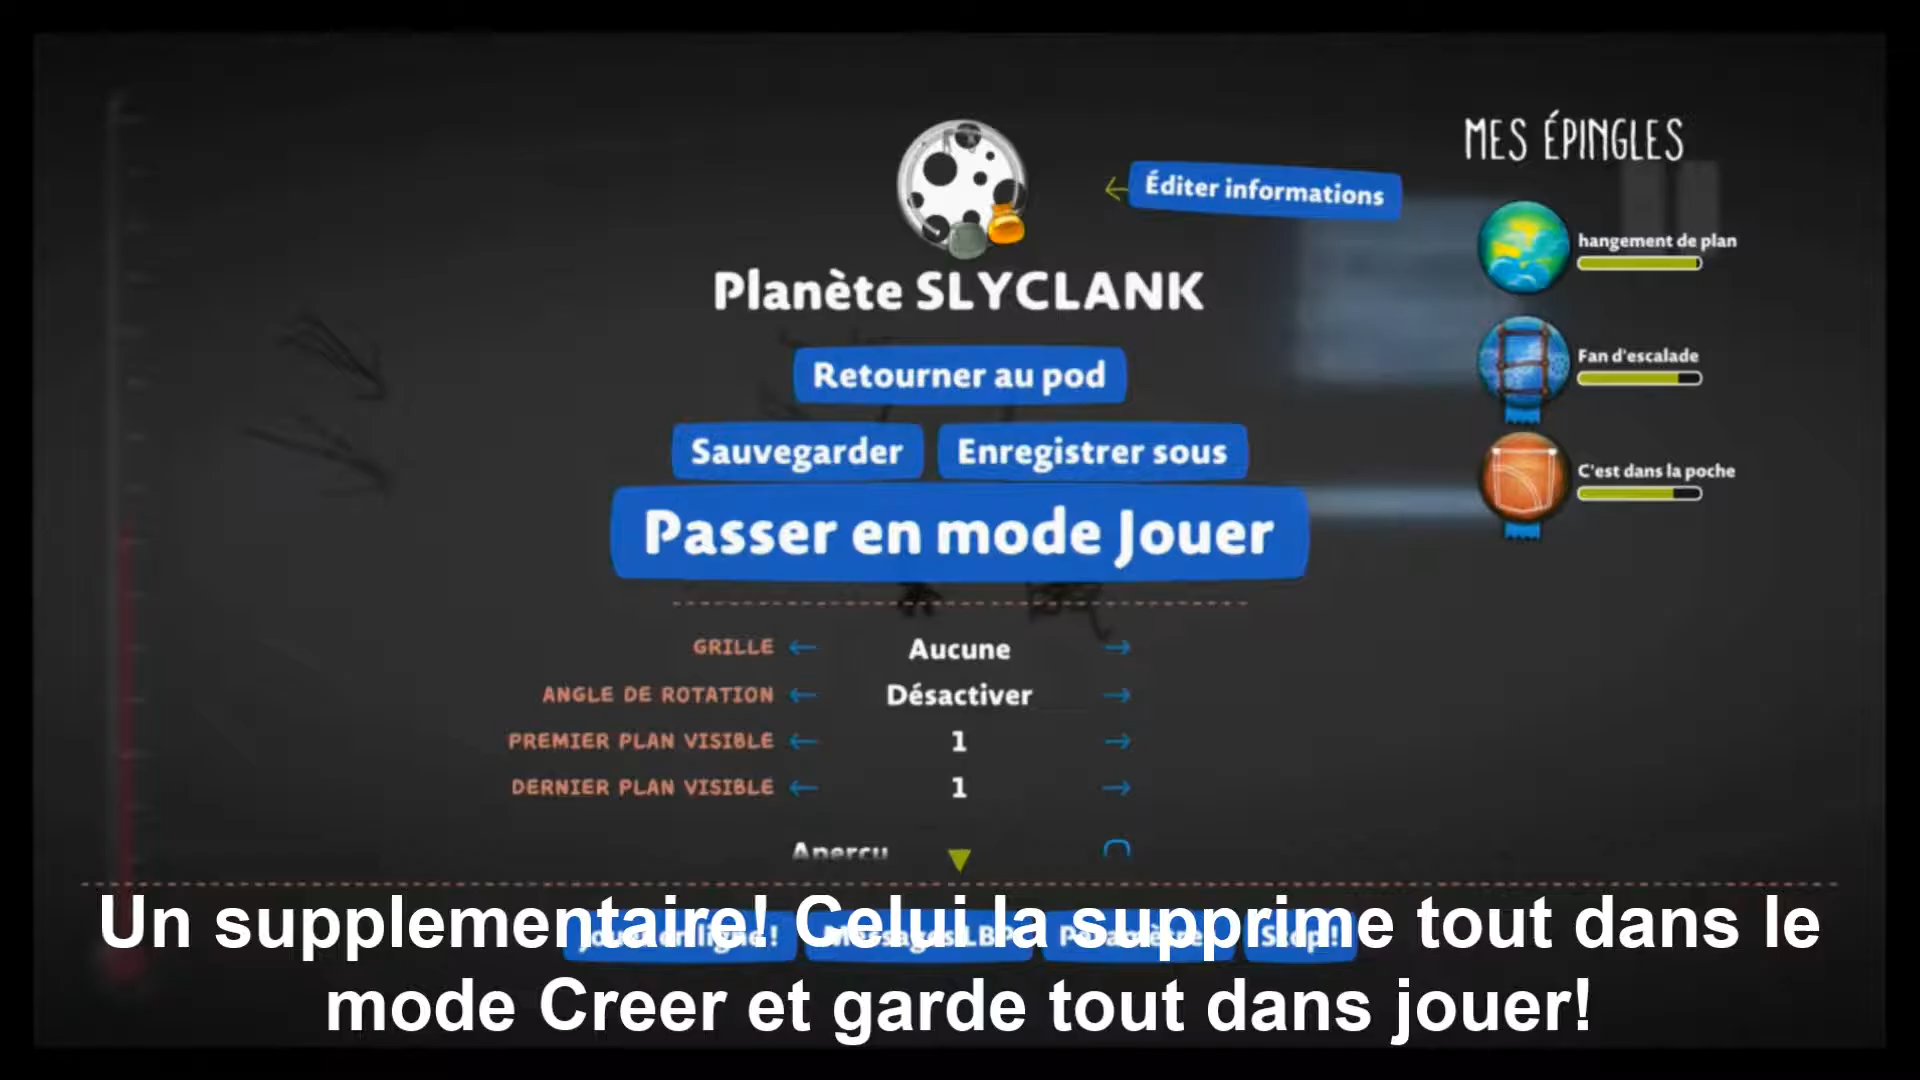 MES ÉPINGLES
Éditer informations
hangement de plan
Planète SLYCLANK
Fan d'escalade
Retourner au pod
Sauvegarder
Enregistrer sous
C'est dans la poche
Passer en mode Jouer
GRILLE
Aucune
ANGLE DE ROTATION
Désactiver
PREMIER PLAN VISIBLE
1
DERNIER PLAN VISIBLE
1
Aperçu
Un supplementaire! Celui la supprime tout dans le
mode Creer et garde tout dans jouer!